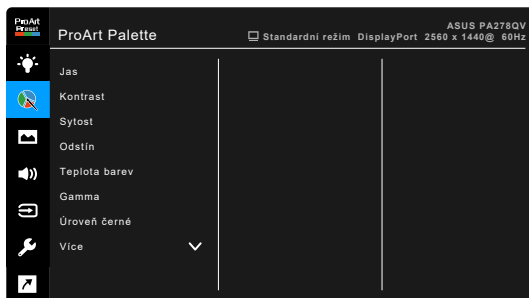 ProArt
Preset
ProArt Palette
ASUS PA278QV
Standardní režim DisplayPort 2560 x 1440@ 60Hz
Jas
Kontrast
Sytost
Odstín
Teplota barev
Gamma
Úroveň černé
Více